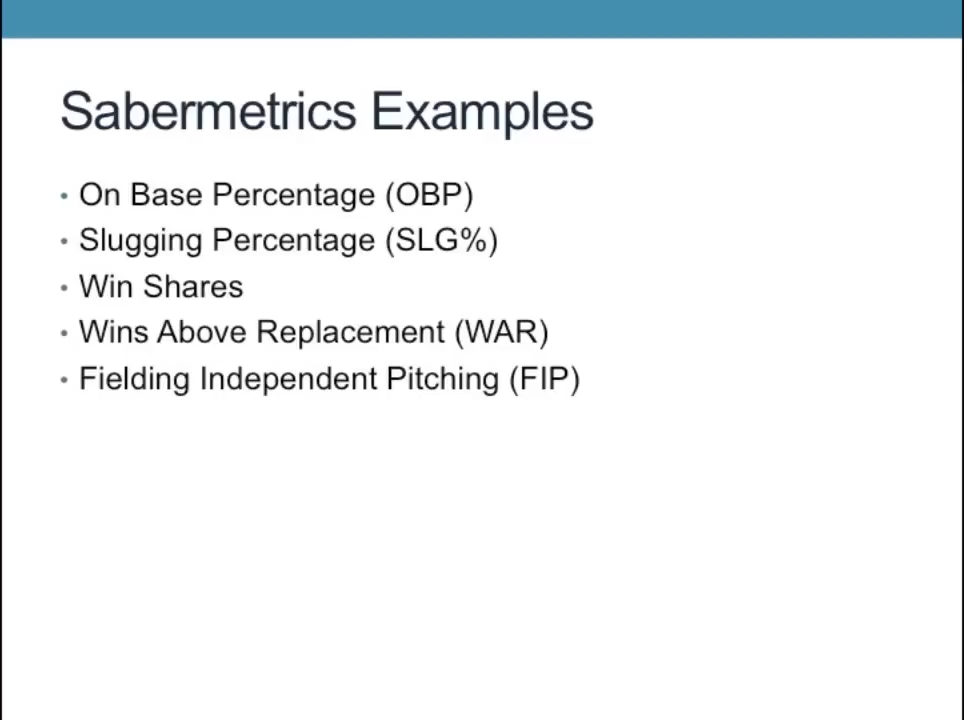 Sabermetrics Examples
• On Base Percentage (OBP)
• Slugging Percentage (SLG%)
• Win Shares
• Wins Above Replacement (WAR)
• Fielding Independent Pitching (FIP)